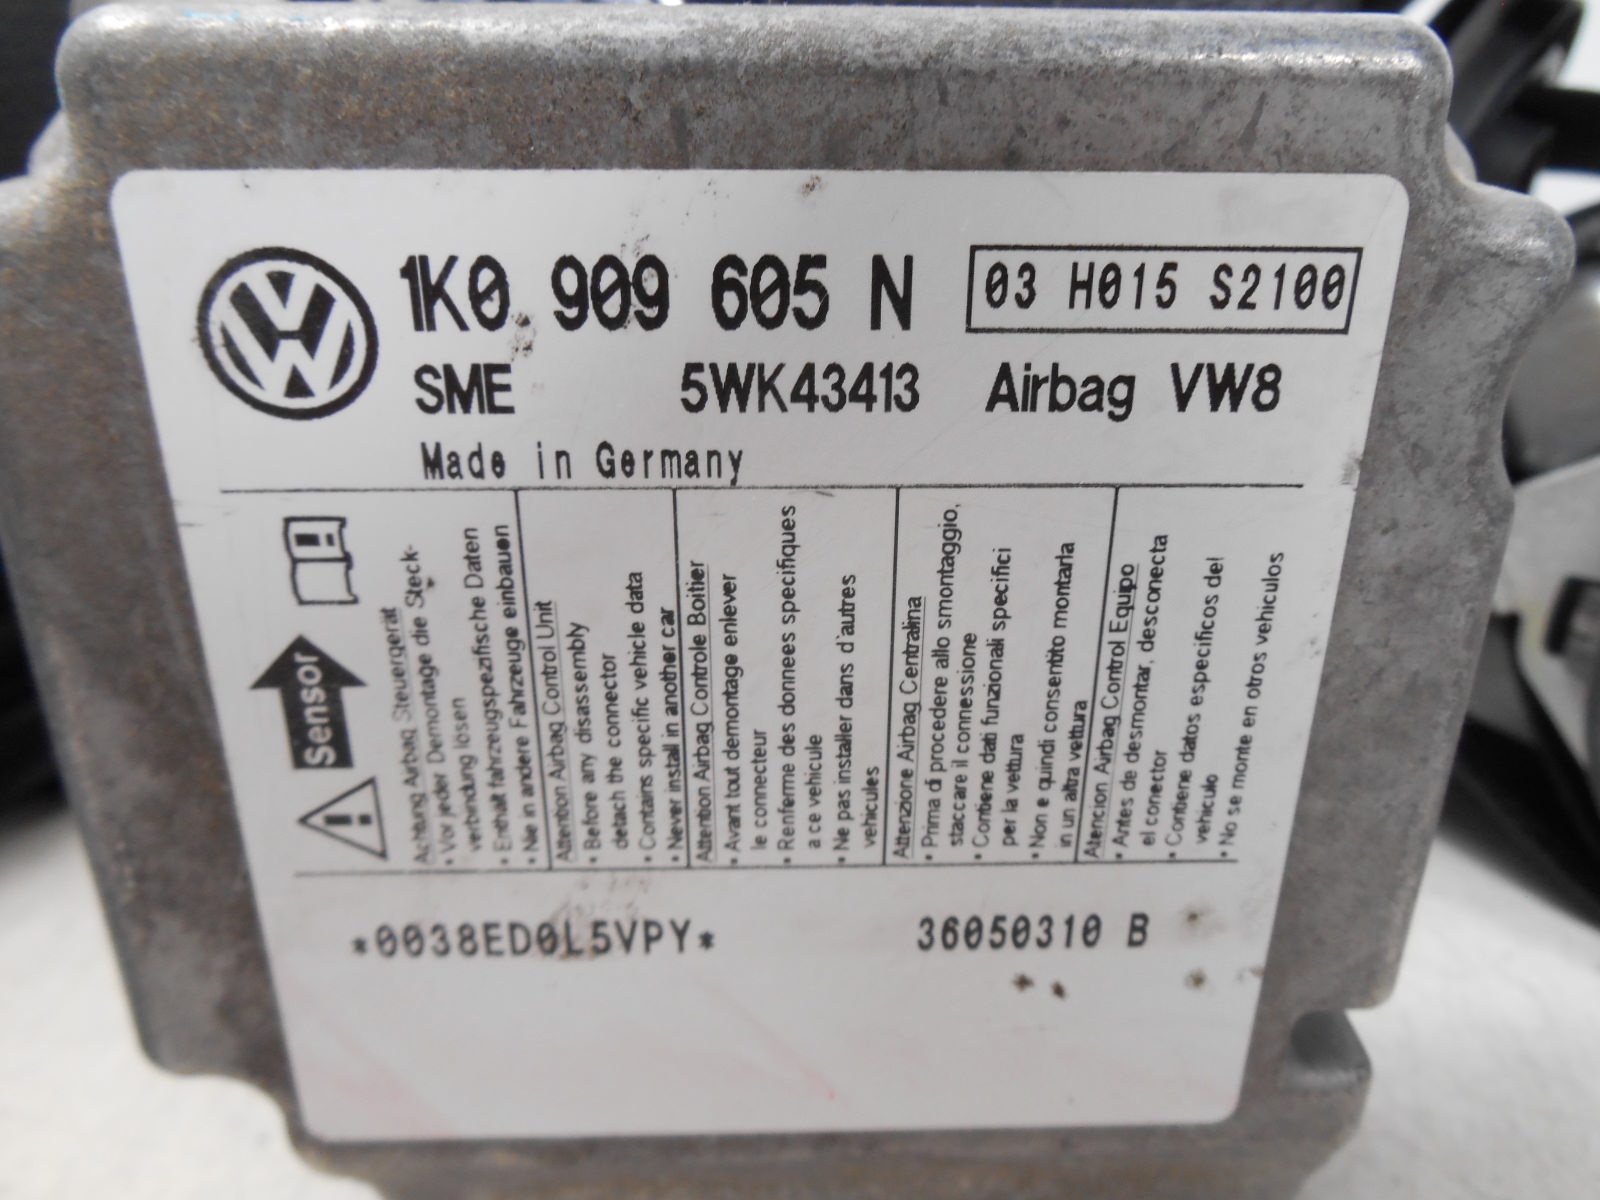 1K0 909 605 N
03 H015 S2100
SME 5WK43413 Airbag VW8
Made in Germany
Sensor
Achtung Airbag Steuergerät
• Vor jeder Demontage die Steck-
verbindung lösen
• Enthält fahrzeugspezifische Daten
• Nie in andere Fahrzeuge einbauen
Attention Airbag Control Unit
• Before any disassembly
detach the connector
• Contains specific vehicle data
• Never install in another car
Attention Airbag Controle Boitier
• Avant tout demontage enlever
le connecteur
• Renferme des donnees specifiques
a ce vehicule
• Ne pas installer dans d'autres
vehicules
Attenzione Airbag Centralina
• Prima di procedere allo smontaggio,
staccare il connessione
• Contiene dati funzionali specifici
per la vettura
• Non e quindi consentito montarla
in un altra vettura
Atencion Airbag Control Equipo
• Antes de desmontar, desconecta
el conector
• Contiene datos especificos del
vehiculo
• No se monte en otros vehiculos
*0038ED0L5VPY*
36050310 B